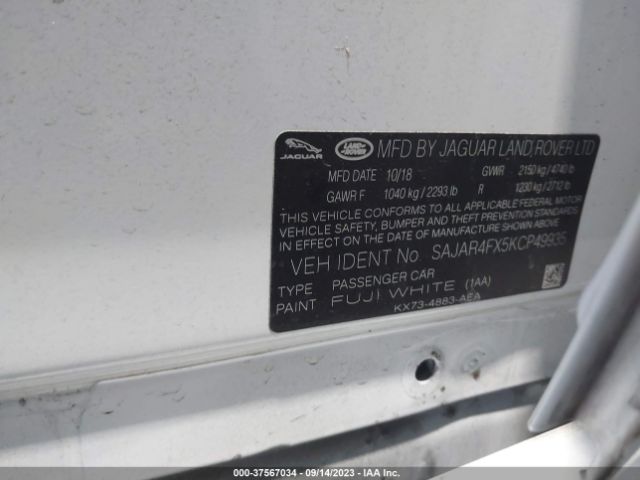 JAGUAR LAND ROVER MFD BY JAGUAR LAND ROVER LTD
MFD DATE 10/18 GVWR 2150 kg / 4740 lb
GAWR F 1040 kg / 2293 lb R 1230 kg / 2712 lb
THIS VEHICLE CONFORMS TO ALL APPLICABLE FEDERAL MOTOR
VEHICLE SAFETY, BUMPER AND THEFT PREVENTION STANDARDS
IN EFFECT ON THE DATE OF MANUFACTURE SHOWN ABOVE
VEH IDENT No. SAJAR4FX5KCP49935
TYPE PASSENGER CAR
PAINT FUJI WHITE (1AA)
KX73-4883-AEA
000-37567034 - 09/14/2023 - IAA Inc.